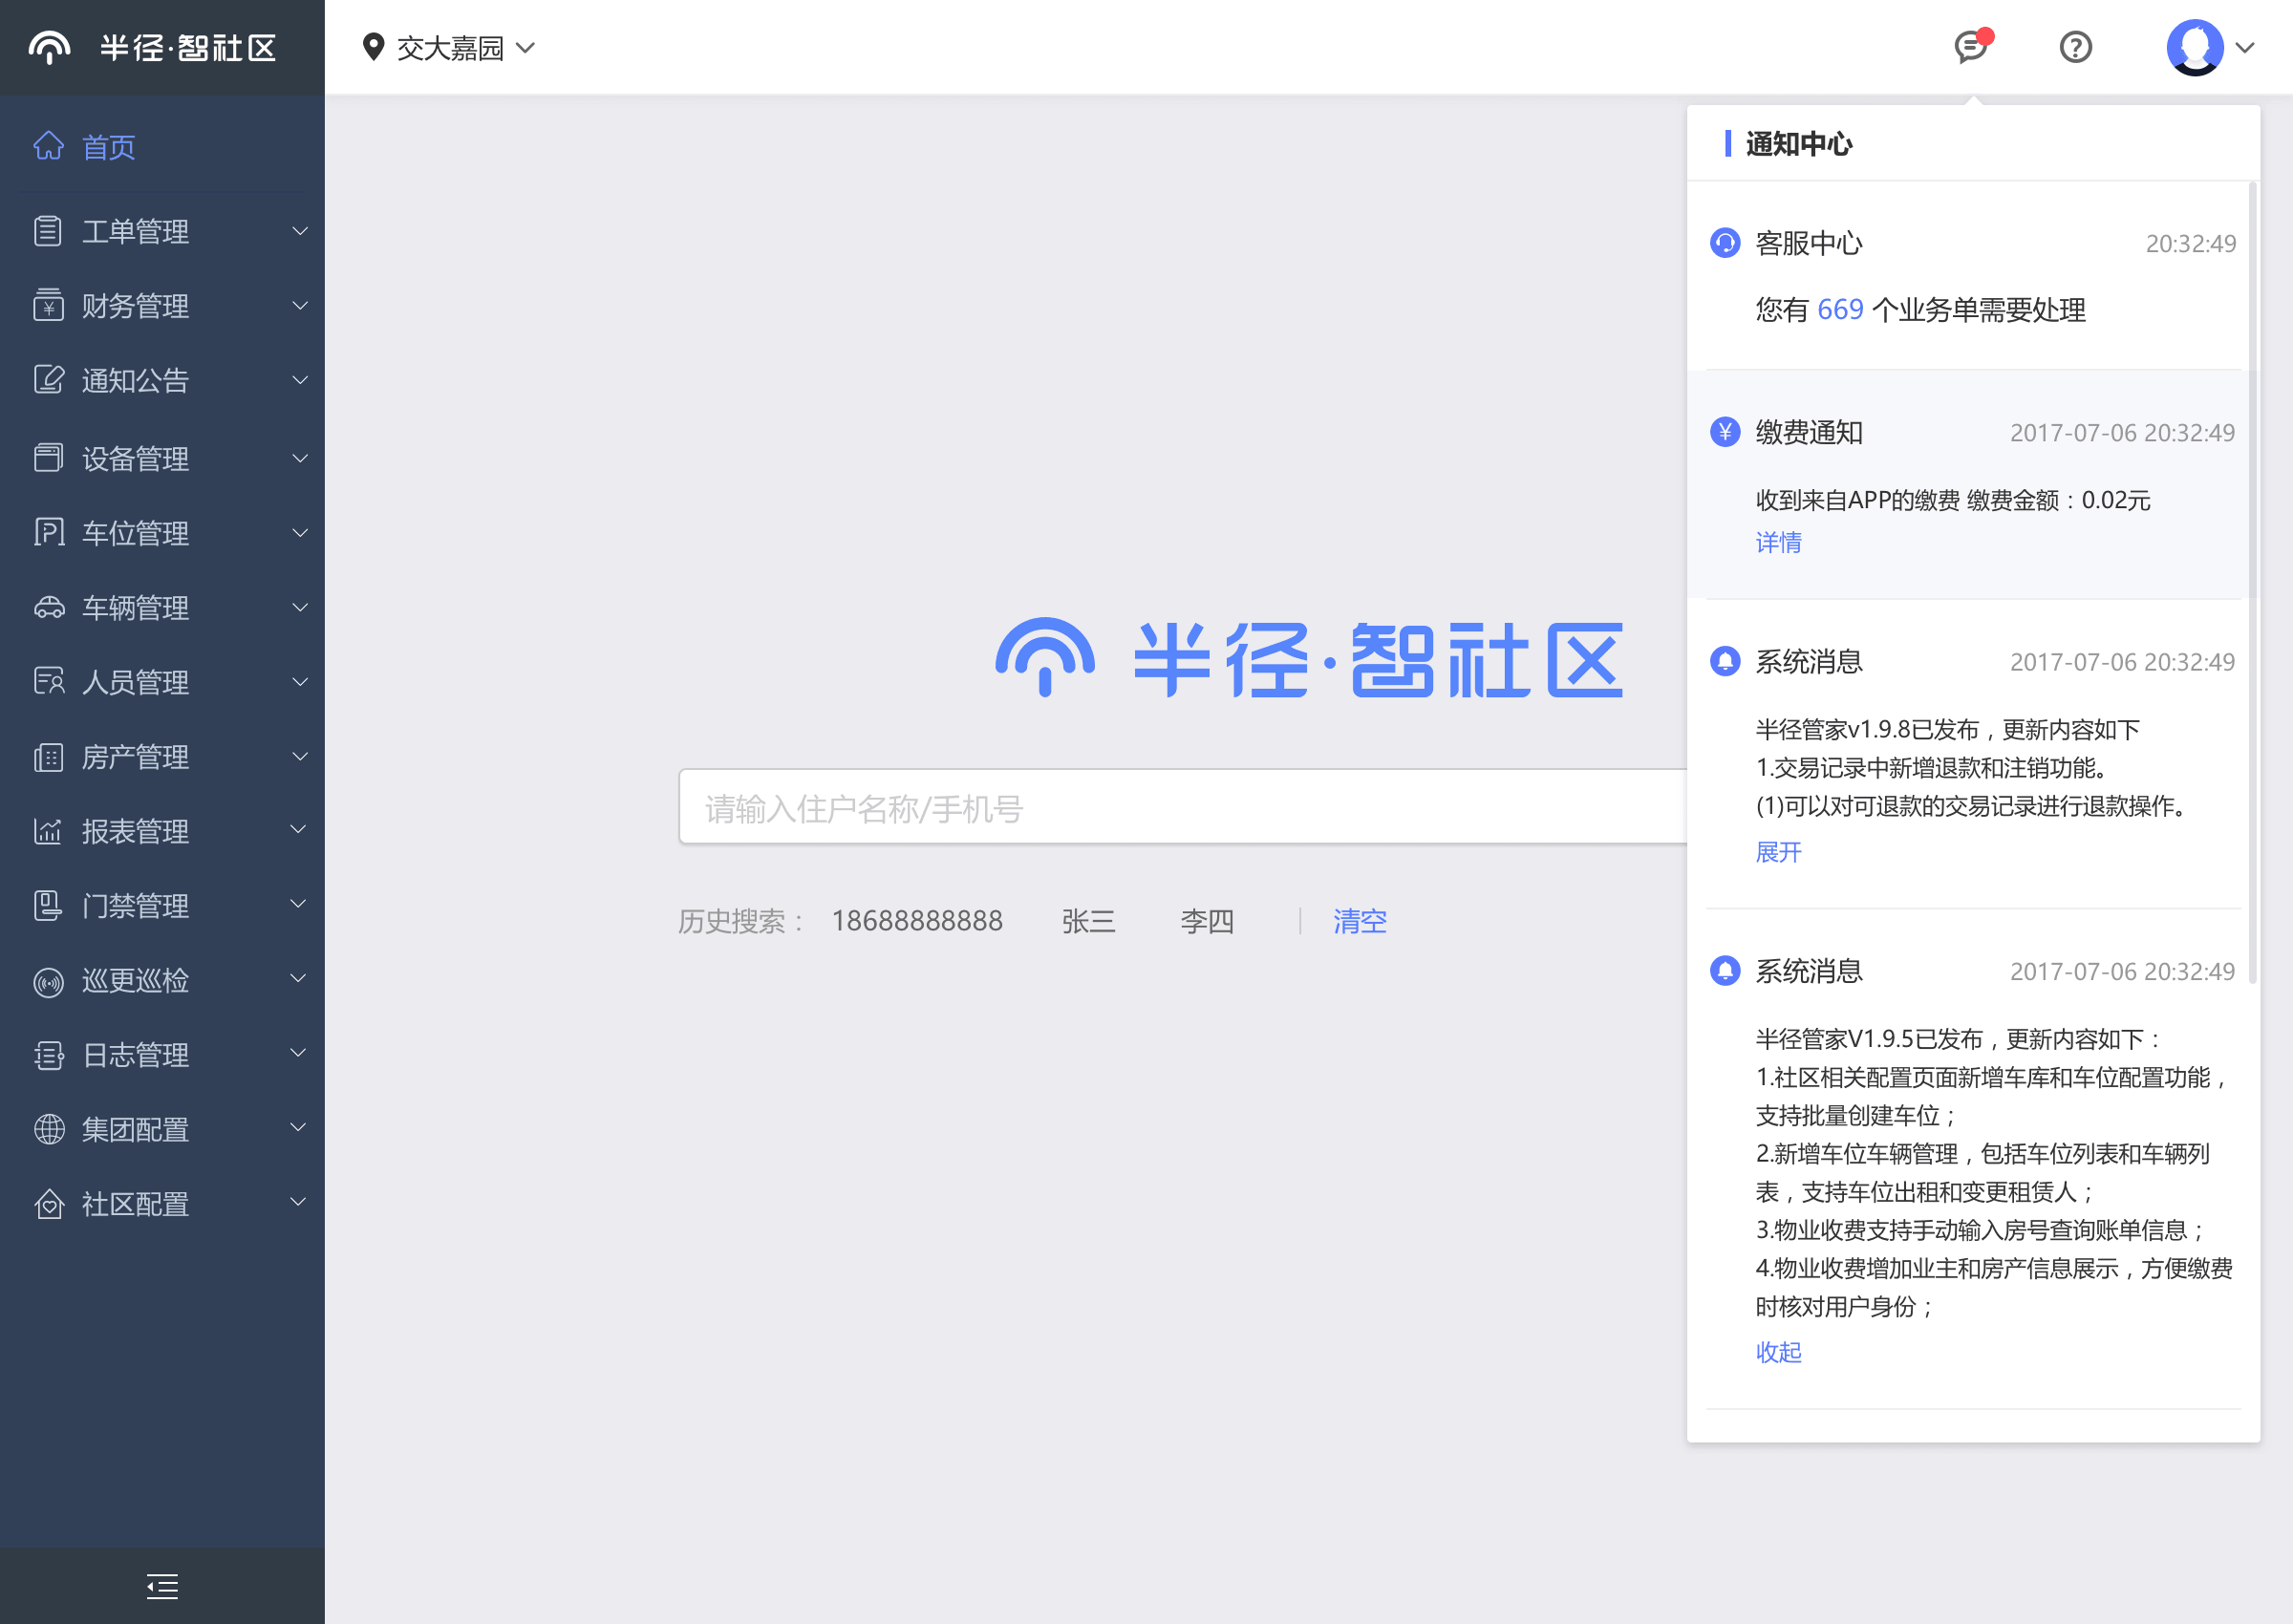 半径·智社区
交大嘉园
首页
工单管理
财务管理
通知公告
设备管理
车位管理
车辆管理
人员管理
房产管理
报表管理
门禁管理
巡更巡检
日志管理
集团配置
社区配置
半径·智社区
请输入住户名称/手机号
历史搜索： 18688888888 张三 李四 清空
通知中心
客服中心 20:32:49
您有 669 个业务单需要处理
缴费通知 2017-07-06 20:32:49
收到来自APP的缴费 缴费金额：0.02元
详情
系统消息 2017-07-06 20:32:49
半径管家v1.9.8已发布，更新内容如下
1.交易记录中新增退款和注销功能。
(1)可以对可退款的交易记录进行退款操作。
展开
系统消息 2017-07-06 20:32:49
半径管家V1.9.5已发布，更新内容如下：
1.社区相关配置页面新增车库和车位配置功能，
支持批量创建车位；
2.新增车位车辆管理，包括车位列表和车辆列
表，支持车位出租和变更租赁人；
3.物业收费支持手动输入房号查询账单信息；
4.物业收费增加业主和房产信息展示，方便缴费
时核对用户身份；
收起